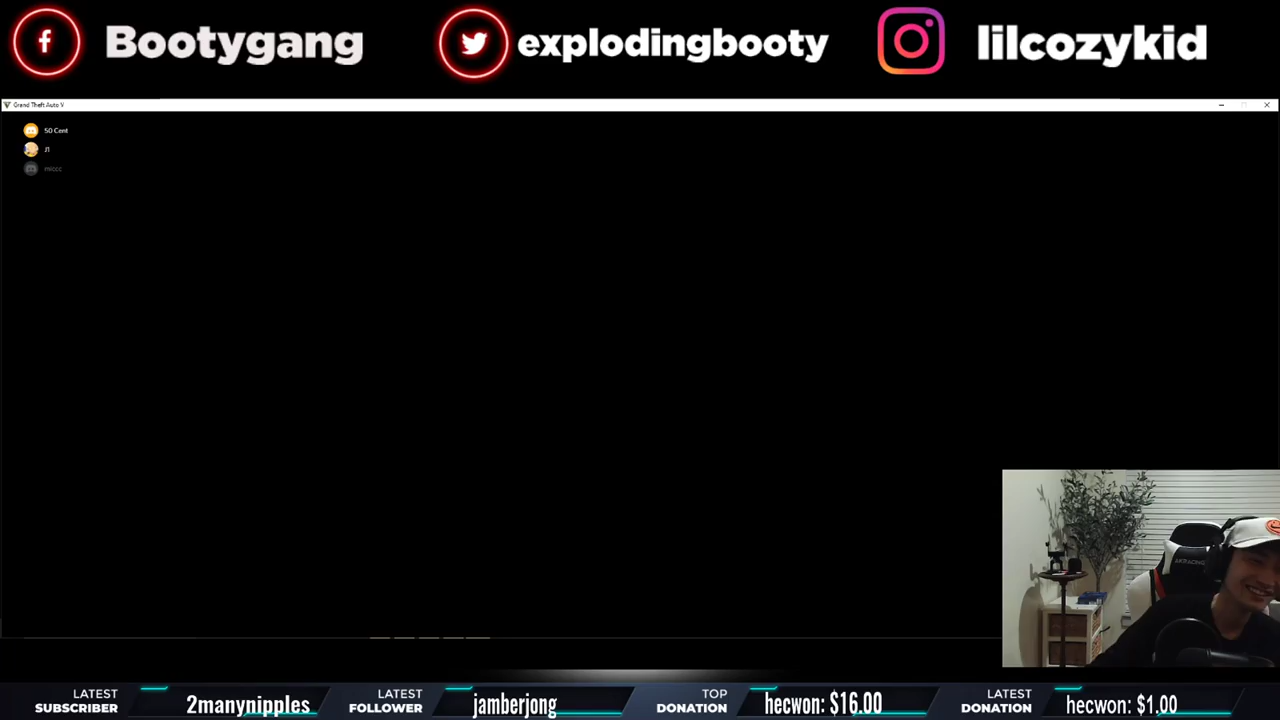 Bootygang
explodingbooty
lilcozykid
Grand Theft Auto V
50 Cent
LATEST SUBSCRIBER
2manynipples
LATEST FOLLOWER
jamberjong
TOP DONATION
hecwon: $16.00
LATEST DONATION
hecwon: $1.00
AKRACING